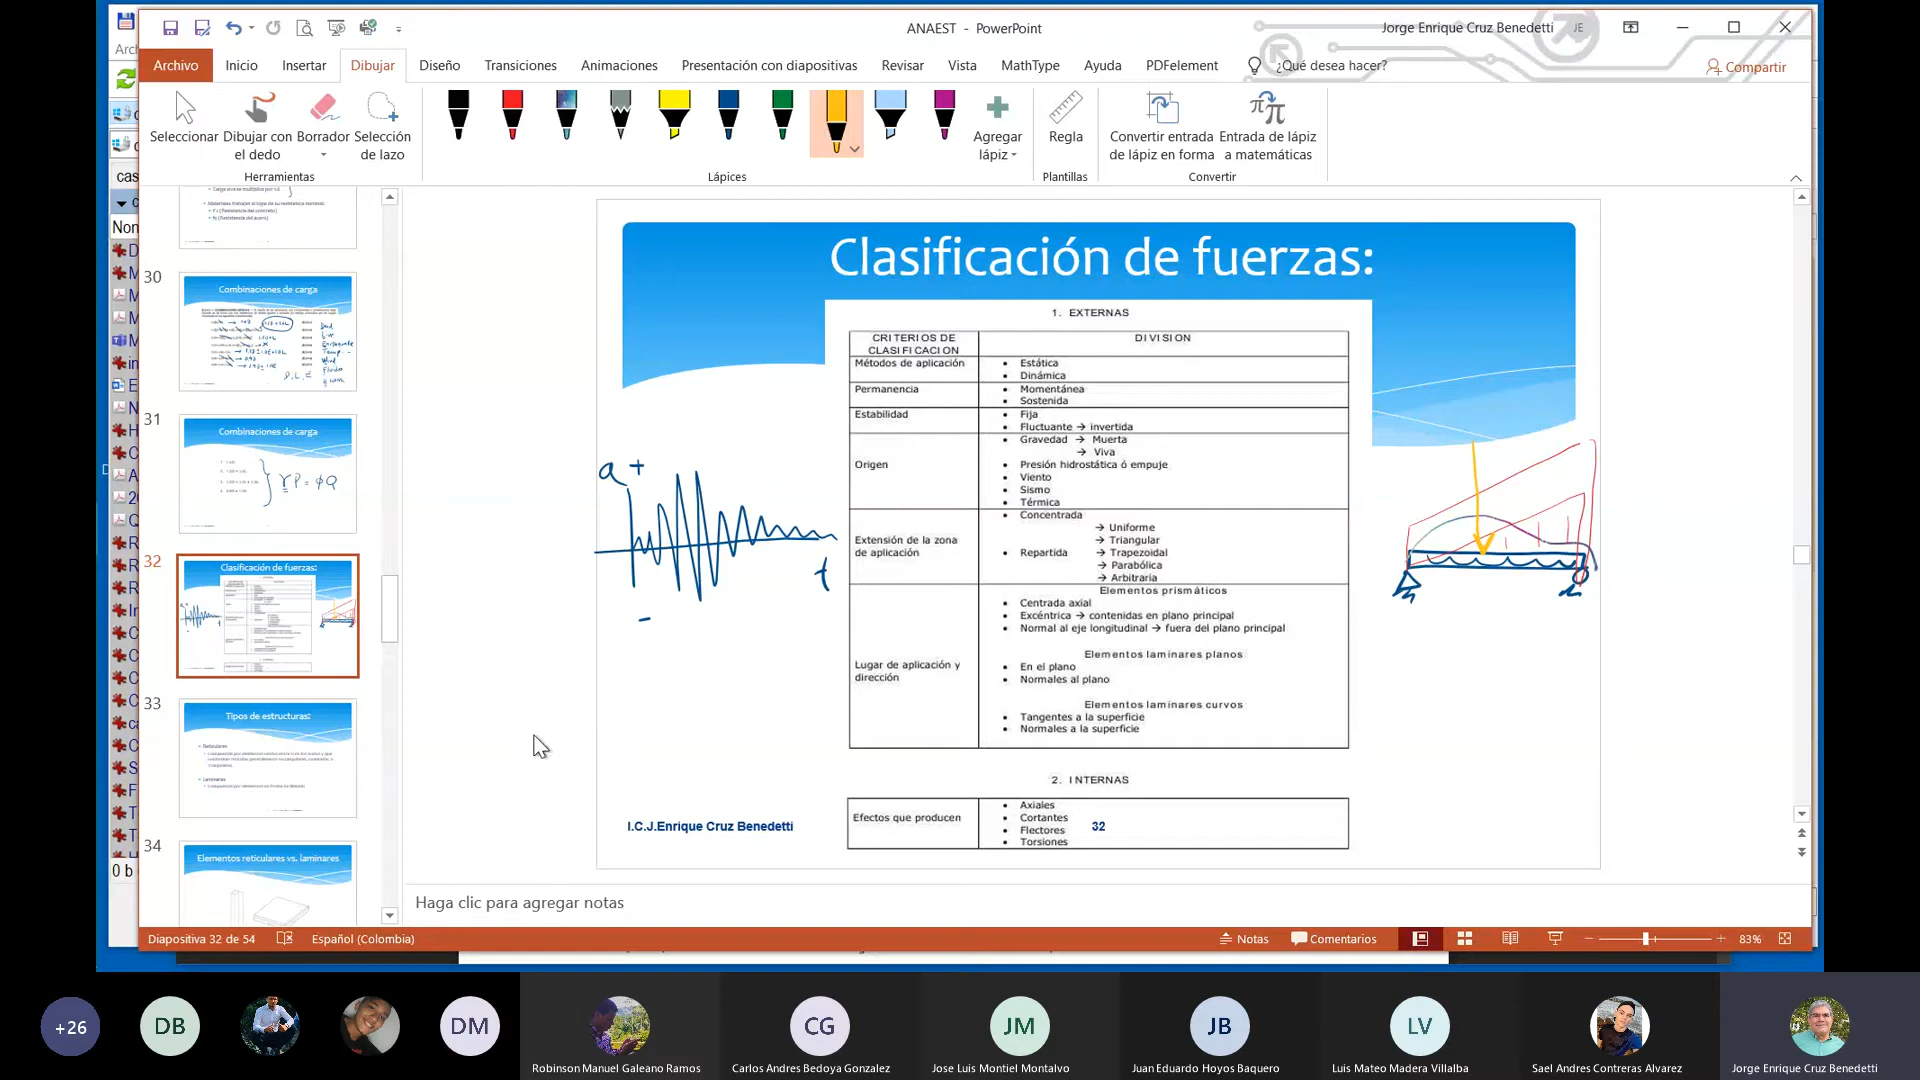 ANAEST - PowerPoint
Jorge Enrique Cruz Benedetti JE
Archivo Inicio Insertar Dibujar Diseño Transiciones Animaciones Presentación con diapositivas Revisar Vista MathType Ayuda PDFelement ¿Qué desea hacer? Compartir
Seleccionar
Dibujar con el dedo
Borrador
Selección de lazo
Herramientas
Lápices
Agregar lápiz
Regla
Plantillas
Convertir entrada de lápiz en forma
Entrada de lápiz a matemáticas
Convertir
30
Combinaciones de carga
31
Combinaciones de carga
32
Clasificación de fuerzas:
33
Tipos de estructuras:
34
Elementos reticulares vs. laminares
Clasificación de fuerzas:
1. EXTERNAS
CRITERIOS DE CLASIFICACION
DIVISION
Métodos de aplicación
• Estática
• Dinámica
Permanencia
• Momentánea
• Sostenida
Estabilidad
• Fija
• Fluctuante → invertida
Origen
• Gravedad → Muerta
→ Viva
• Presión hidrostática ó empuje
• Viento
• Sismo
• Térmica
Extensión de la zona de aplicación
• Concentrada
• Repartida
→ Uniforme
→ Triangular
→ Trapezoidal
→ Parabólica
→ Arbitraria
Lugar de aplicación y dirección
Elementos prismáticos
• Centrada axial
• Excéntrica → contenidas en plano principal
• Normal al eje longitudinal → fuera del plano principal
Elementos laminares planos
• En el plano
• Normales al plano
Elementos laminares curvos
• Tangentes a la superficie
• Normales a la superficie
2. INTERNAS
Efectos que producen
• Axiales
• Cortantes
• Flectores
• Torsiones
a +
t
-
I.C.J.Enrique Cruz Benedetti
32
Haga clic para agregar notas
Diapositiva 32 de 54
Español (Colombia)
Notas
Comentarios
83%
+26
DB
DM
CG
JM
JB
LV
Robinson Manuel Galeano Ramos
Carlos Andres Bedoya Gonzalez
Jose Luis Montiel Montalvo
Juan Eduardo Hoyos Baquero
Luis Mateo Madera Villalba
Sael Andres Contreras Alvarez
Jorge Enrique Cruz Benedetti